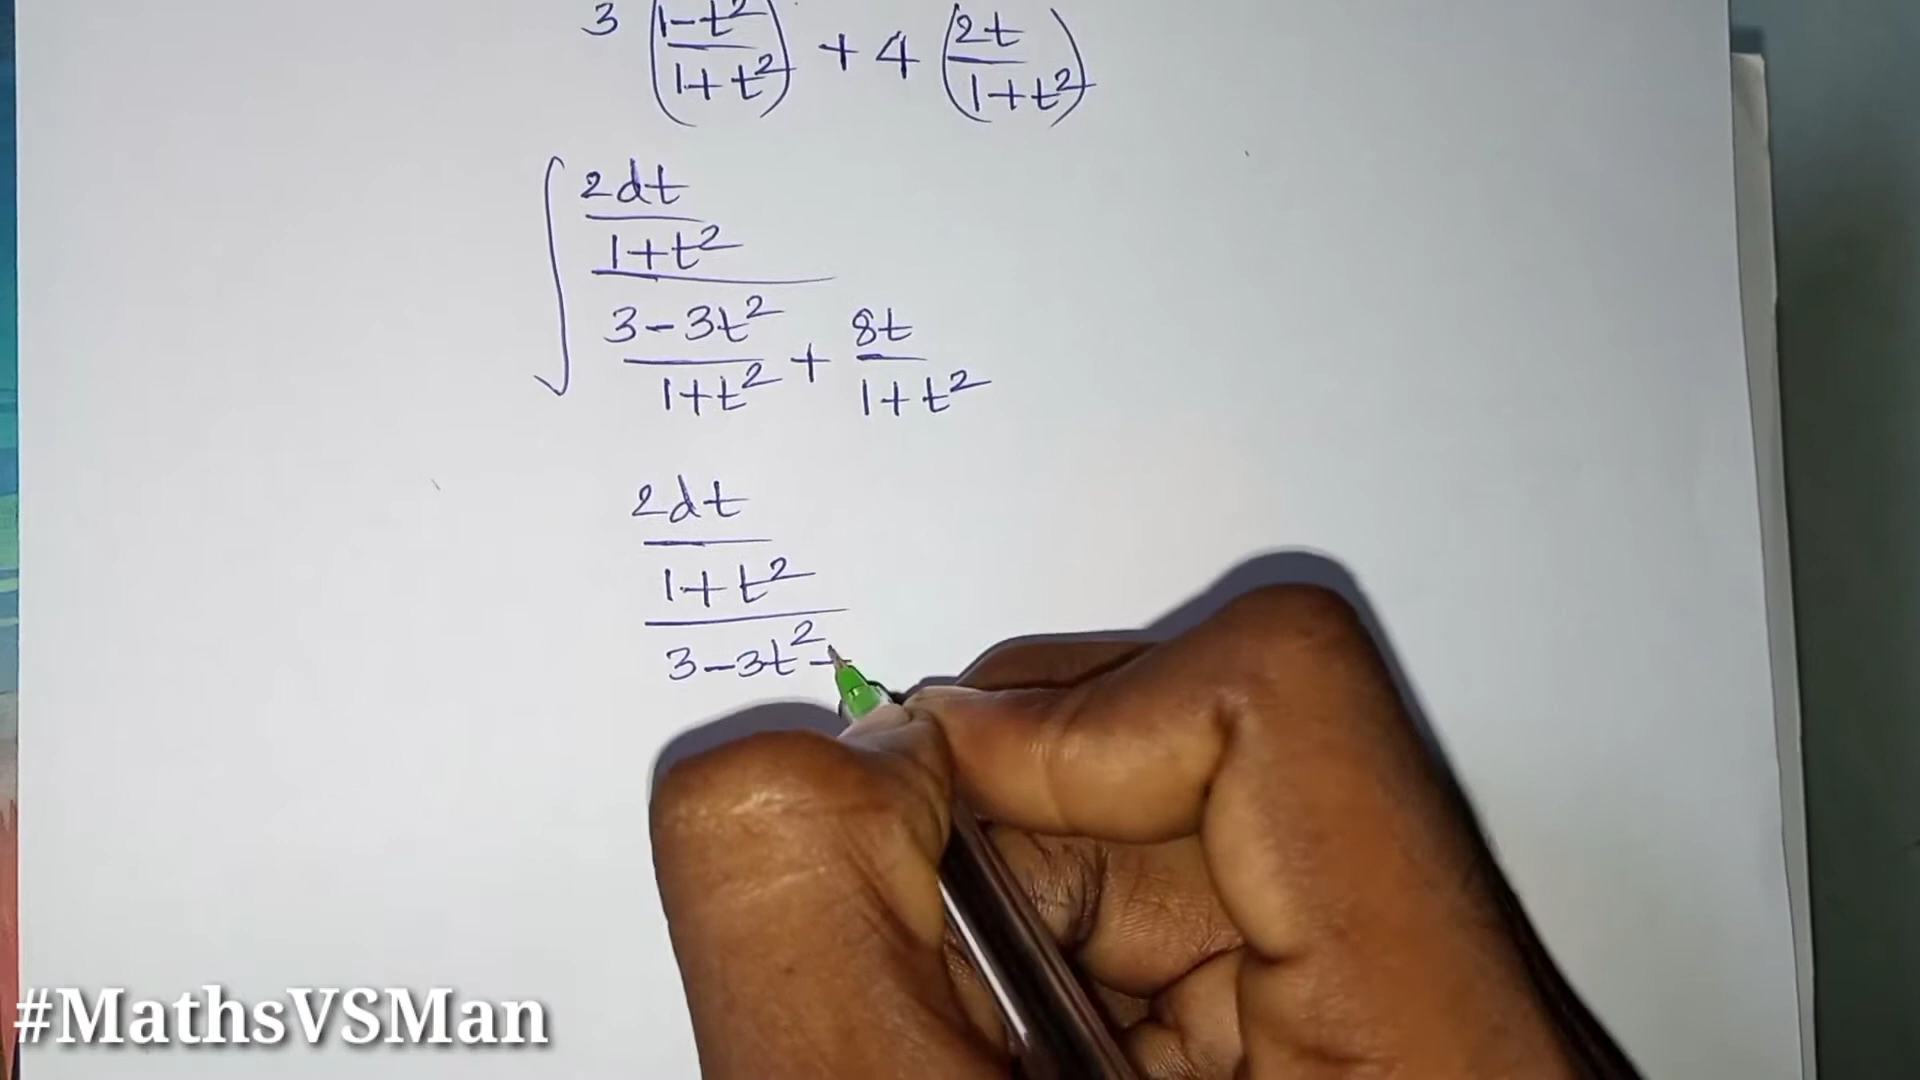 3 (1-t²/1+t²) + 4 (2t/1+t²)
∫ 2dt
1+t²
3-3t² + 8t
1+t² 1+t²
2dt
1+t²
3-3t² -
#MathsVSMan